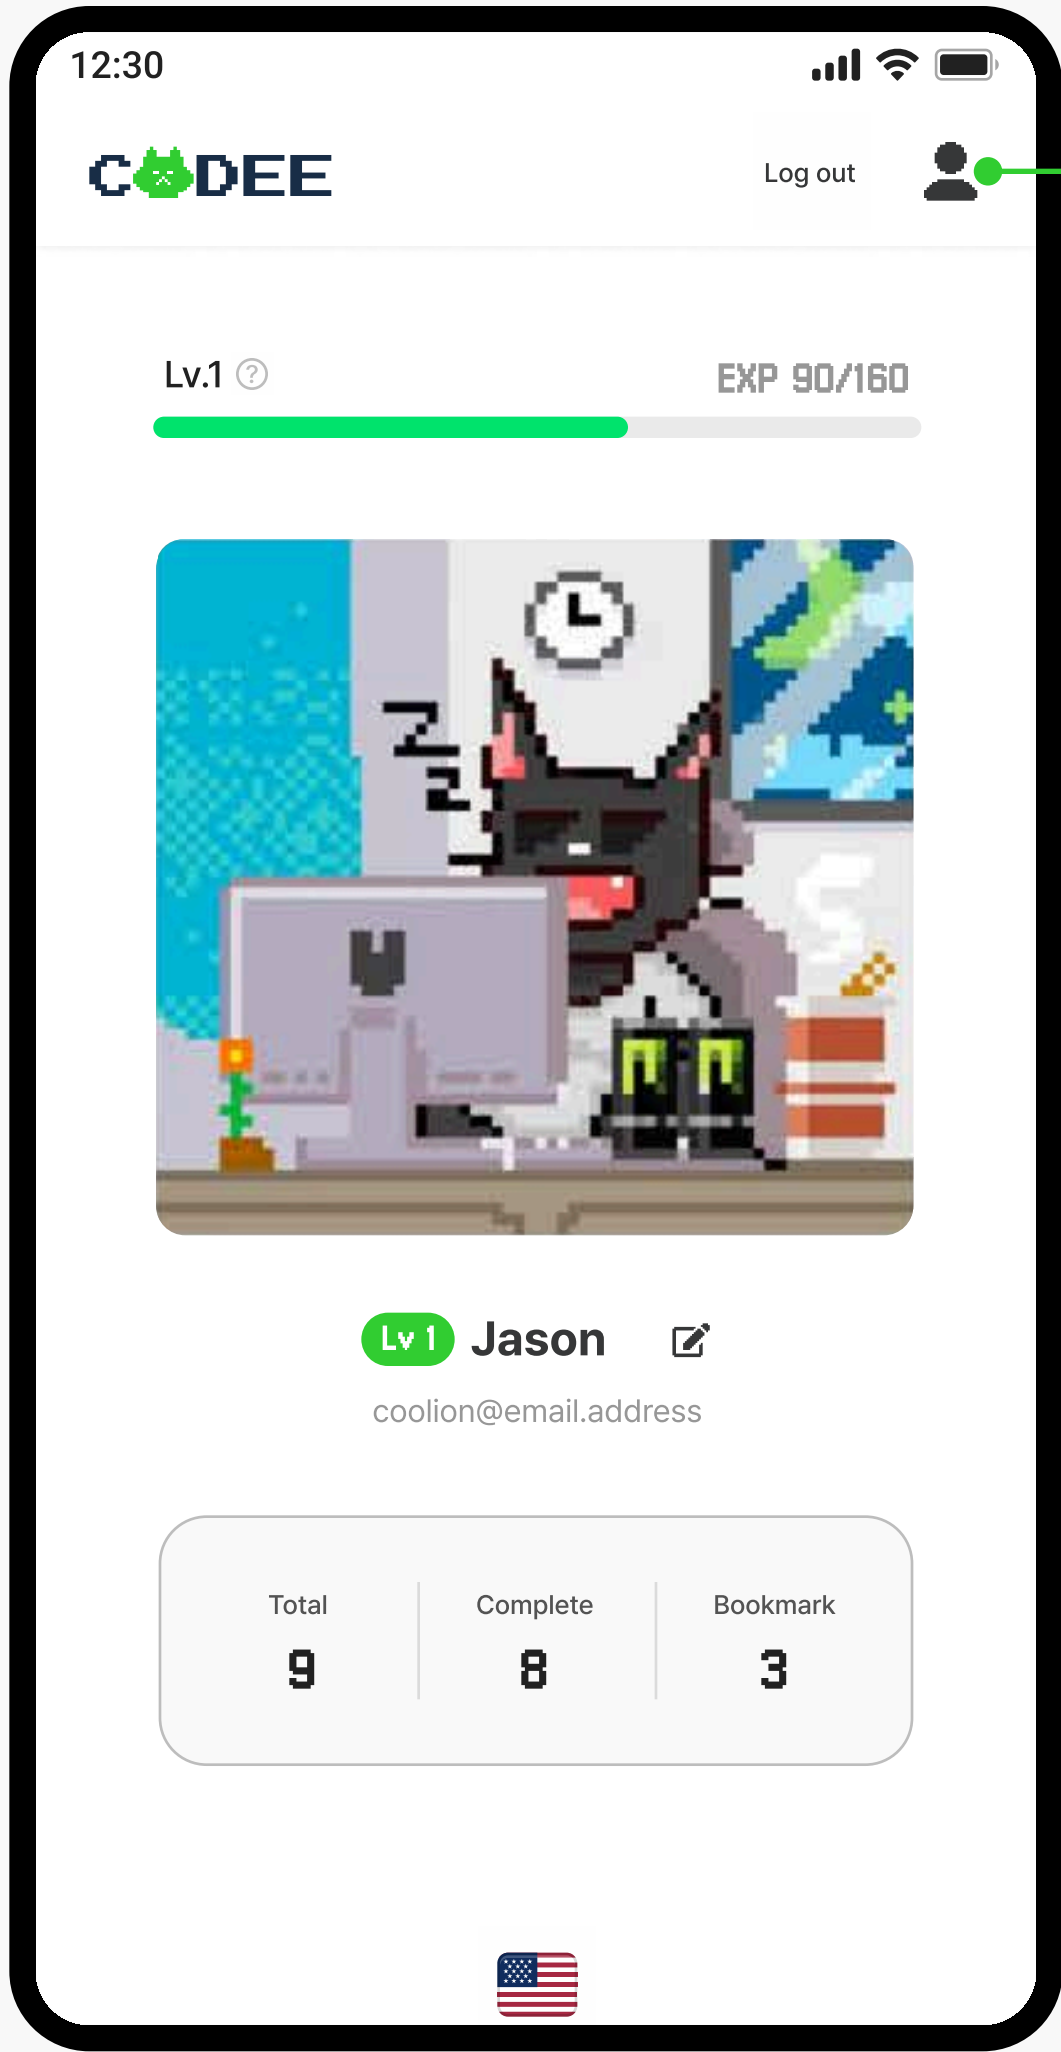 12:30
CODEE
Log out
Lv.1 ?
EXP 90/160
Z
Z
S
Lv 1 Jason
coolion@email.address
Total Complete Bookmark
9 8 3